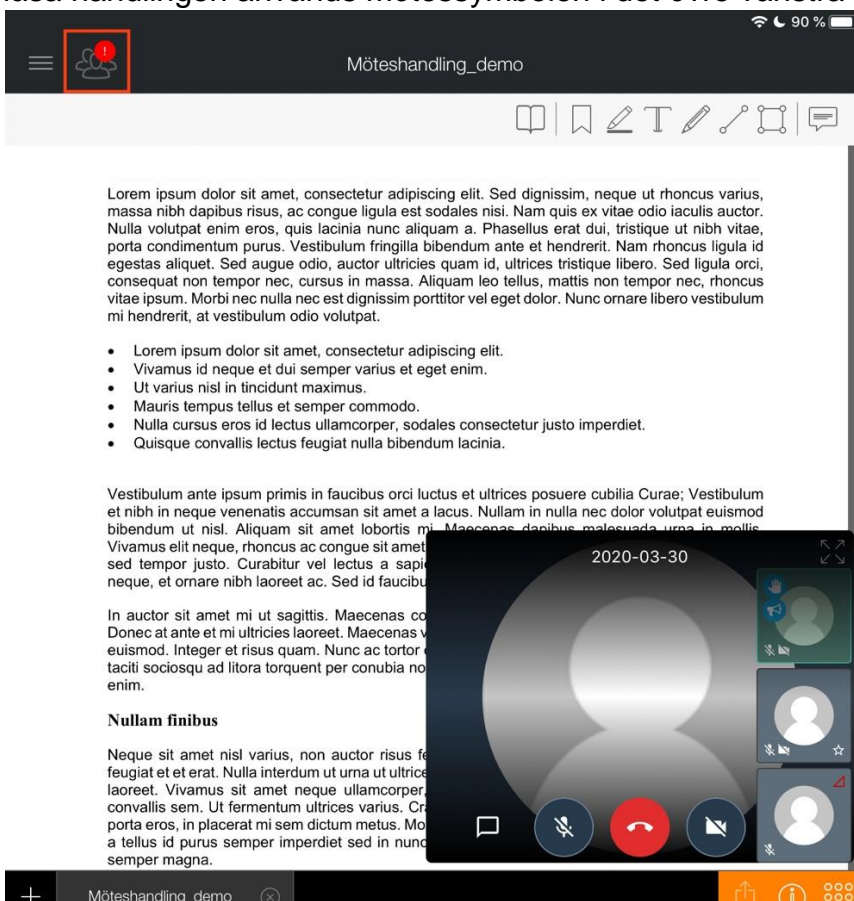 läsa handlingen används Mötessymbolen i det övre vänstra
90 %
Möteshandling_demo
Lorem ipsum dolor sit amet, consectetur adipiscing elit. Sed dignissim, neque ut rhoncus varius,
massa nibh dapibus risus, ac congue ligula est sodales nisi. Nam quis ex vitae odio iaculis auctor.
Nulla volutpat enim eros, quis lacinia nunc aliquam a. Phasellus erat dui, tristique ut nibh vitae,
porta condimentum purus. Vestibulum fringilla bibendum ante et hendrerit. Nam rhoncus ligula id
egestas aliquet. Sed augue odio, auctor ultricies quam id, ultrices tristique libero. Sed ligula orci,
consequat non tempor nec, cursus in massa. Aliquam leo tellus, mattis non tempor nec, rhoncus
vitae ipsum. Morbi nec nulla nec est dignissim porttitor vel eget dolor. Nunc ornare libero vestibulum
mi hendrerit, at vestibulum odio volutpat.
• Lorem ipsum dolor sit amet, consectetur adipiscing elit.
• Vivamus id neque et dui semper varius et eget enim.
• Ut varius nisl in tincidunt maximus.
• Mauris tempus tellus et semper commodo.
• Nulla cursus eros id lectus ullamcorper, sodales consectetur justo imperdiet.
• Quisque convallis lectus feugiat nulla bibendum lacinia.
Vestibulum ante ipsum primis in faucibus orci luctus et ultrices posuere cubilia Curae; Vestibulum
et nibh in neque venenatis accumsan sit amet a lacus. Nullam in nulla nec dolor volutpat euismod
bibendum ut nisl. Aliquam sit amet lobortis mi. Maecenas dapibus malesuada urna in mollis.
Vivamus elit neque, rhoncus ac congue sit amet
sed tempor justo. Curabitur vel lectus a sapi
neque, et ornare nibh laoreet ac. Sed id faucibu
In auctor sit amet mi ut sagittis. Maecenas co
Donec at ante et mi ultricies laoreet. Maecenas v
euismod. Integer et risus quam. Nunc ac tortor
taciti sociosqu ad litora torquent per conubia no
enim.
Nullam finibus
Neque sit amet nisl varius, non auctor risus fe
feugiat et et erat. Nulla interdum ut urna ut ultrice
laoreet. Vivamus sit amet neque ullamcorper,
convallis sem. Ut fermentum ultrices varius. Cra
porta eros, in placerat mi sem dictum metus. Mo
a tellus id purus semper imperdiet sed in nunc
semper magna.
2020-03-30
Möteshandling_demo